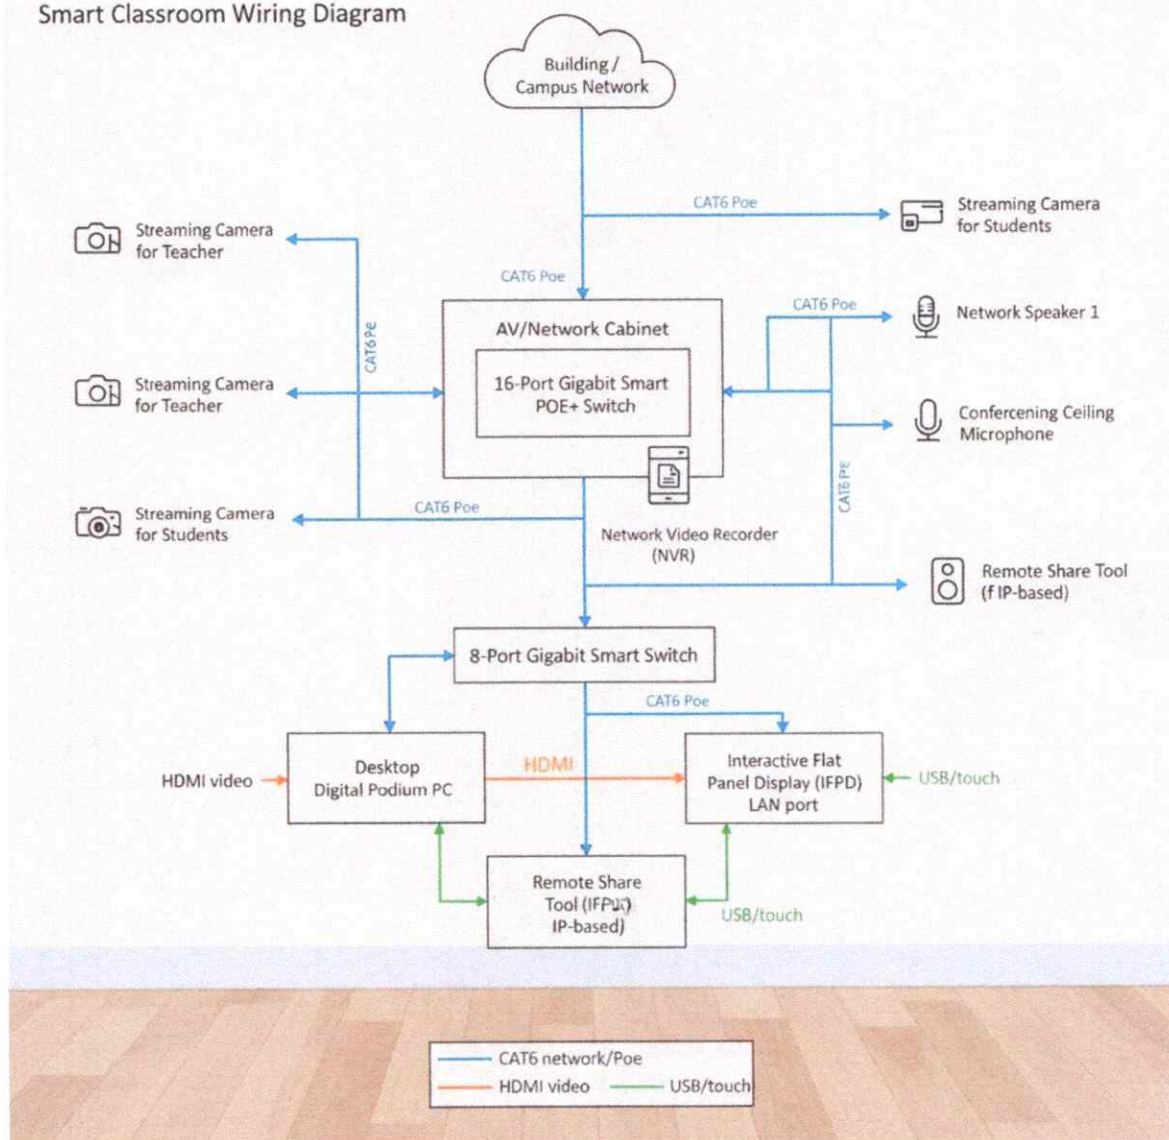 Smart Classroom Wiring Diagram
Building /
Campus Network
CAT6 Poe
Streaming Camera
for Students
Streaming Camera
for Teacher
CAT6 Poe
CAT6 Poe
Network Speaker 1
AV/Network Cabinet
16-Port Gigabit Smart
POE+ Switch
CAT6 Pe
Streaming Camera
for Teacher
Confercening Ceiling
Microphone
CAT6 Pe
CAT6 Poe
Streaming Camera
for Students
Network Video Recorder
(NVR)
Remote Share Tool
(f IP-based)
8-Port Gigabit Smart Switch
CAT6 Poe
HDMI video
Desktop
Digital Podium PC
HDMI
Interactive Flat
Panel Display (IFPD)
LAN port
USB/touch
Remote Share
Tool
IP-based)
USB/touch
CAT6 network/Poe
HDMI video
USB/touch